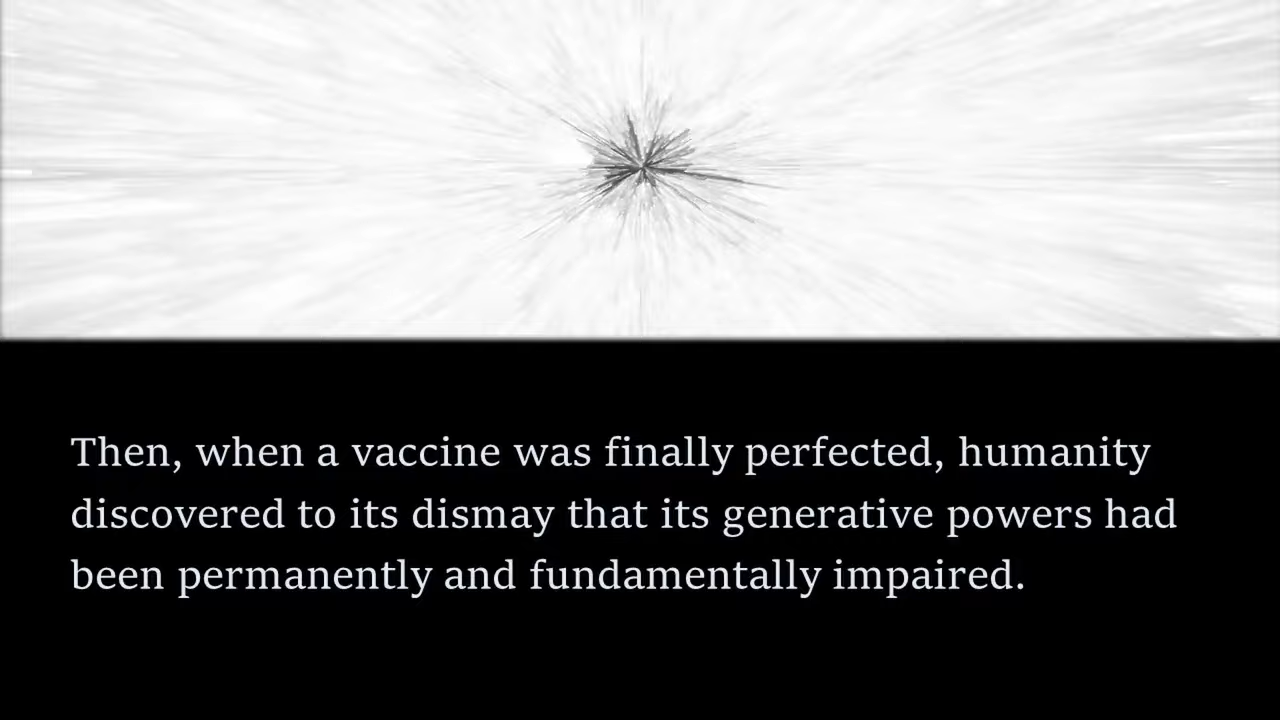 Then, when a vaccine was finally perfected, humanity
discovered to its dismay that its generative powers had
been permanently and fundamentally impaired.